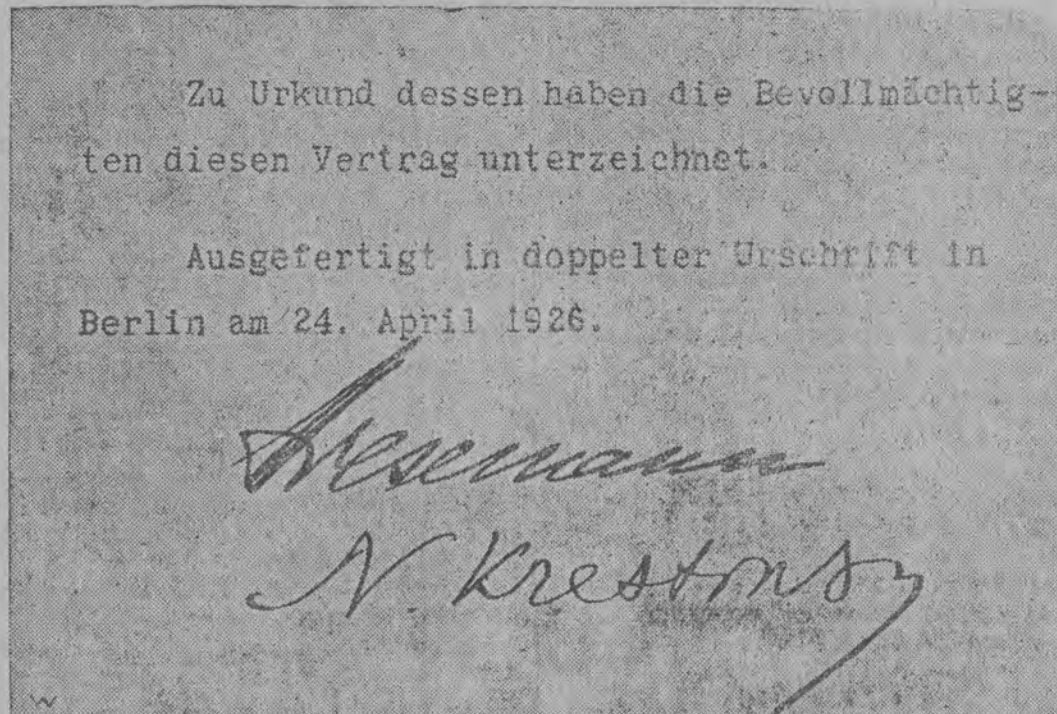 Zu Urkund dessen haben die Bevollmächtig-
ten diesen Vertrag unterzeichnet.
Ausgefertigt in doppelter Urschrift in
Berlin am 24. April 1926.
Stresemann
N. Krestinsky